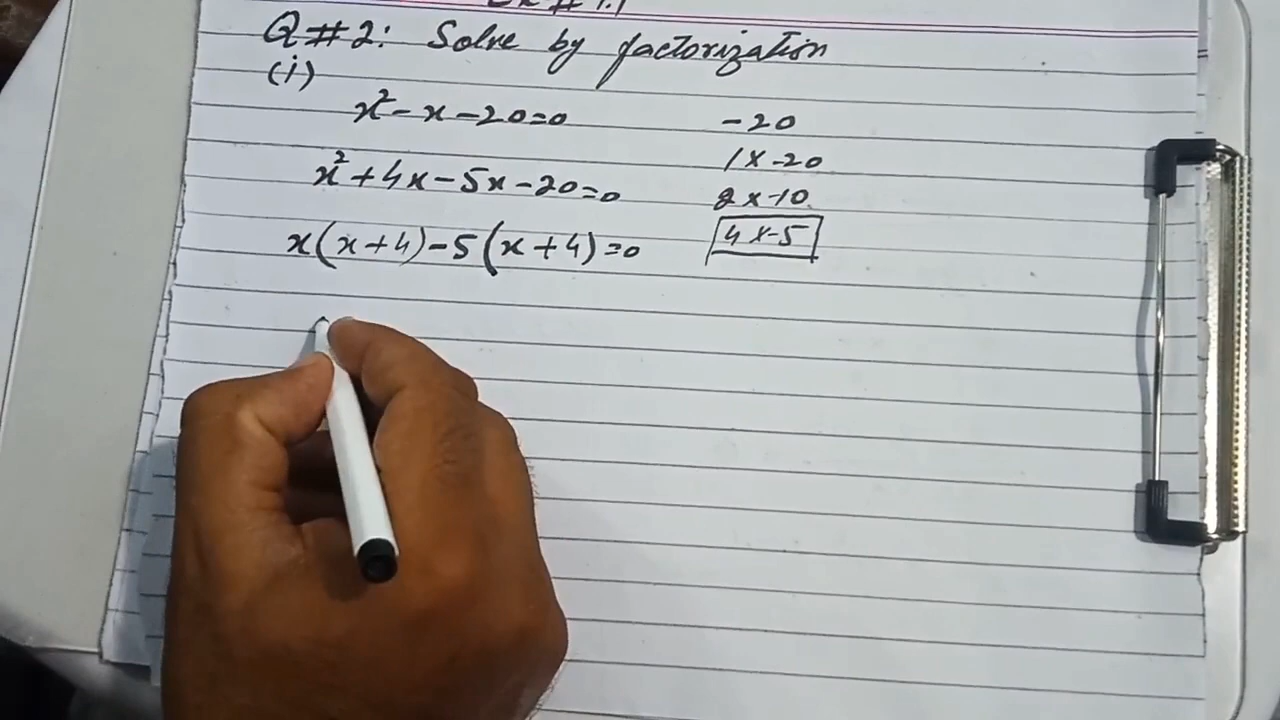 Q#2: Solve by factorization
(i)
x² - x - 20 = 0
-20
1 x -20
x² + 4x - 5x - 20 = 0
2 x -10
x(x+4) - 5(x+4) = 0
4 x -5